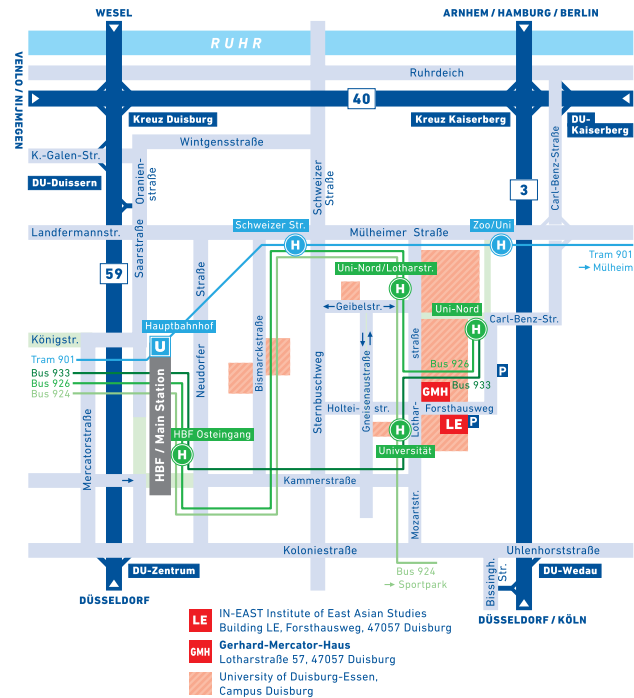 WESEL
ARNHEM / HAMBURG / BERLIN
RUHR
VENLO / NIJMEGEN
Ruhrdeich
40
Kreuz Duisburg
Kreuz Kaiserberg
DU-
Kaiserberg
Wintgensstraße
K.-Galen-Str.
DU-Duissern
Oranien-
straße
Schweizer
Straße
Carl-Benz-Straße
3
Schweizer Str.
H
Zoo/Uni
H
Landfermannstr.
Mülheimer Straße
Saarstraße
Tram 901
→ Mülheim
59
Uni-Nord/Lotharstr.
H
Neudorfer
Straße
Geibelstr.
Uni-Nord
H
Carl-Benz-Str.
Hauptbahnhof
U
Königstr.
Tram 901
Bus 933
Bus 926
Bus 924
Bismarckstraße
Sternbuschweg
Gneisenaustraße
Lothar-
straße
Bus 926
Bus 933
P
GMH
Holtei-
str.
Forsthausweg
LE
P
Mercatorstraße
HBF / Main Station
HBF Osteingang
H
H
Universität
Kammerstraße
Mozartstr.
Koloniestraße
Uhlenhorststraße
DU-Zentrum
Bus 924
→ Sportpark
Bissingh.
Str.
DU-Wedau
DÜSSELDORF
DÜSSELDORF / KÖLN
LE
IN-EAST Institute of East Asian Studies
Building LE, Forsthausweg, 47057 Duisburg
GMH
Gerhard-Mercator-Haus
Lotharstraße 57, 47057 Duisburg
University of Duisburg-Essen,
Campus Duisburg